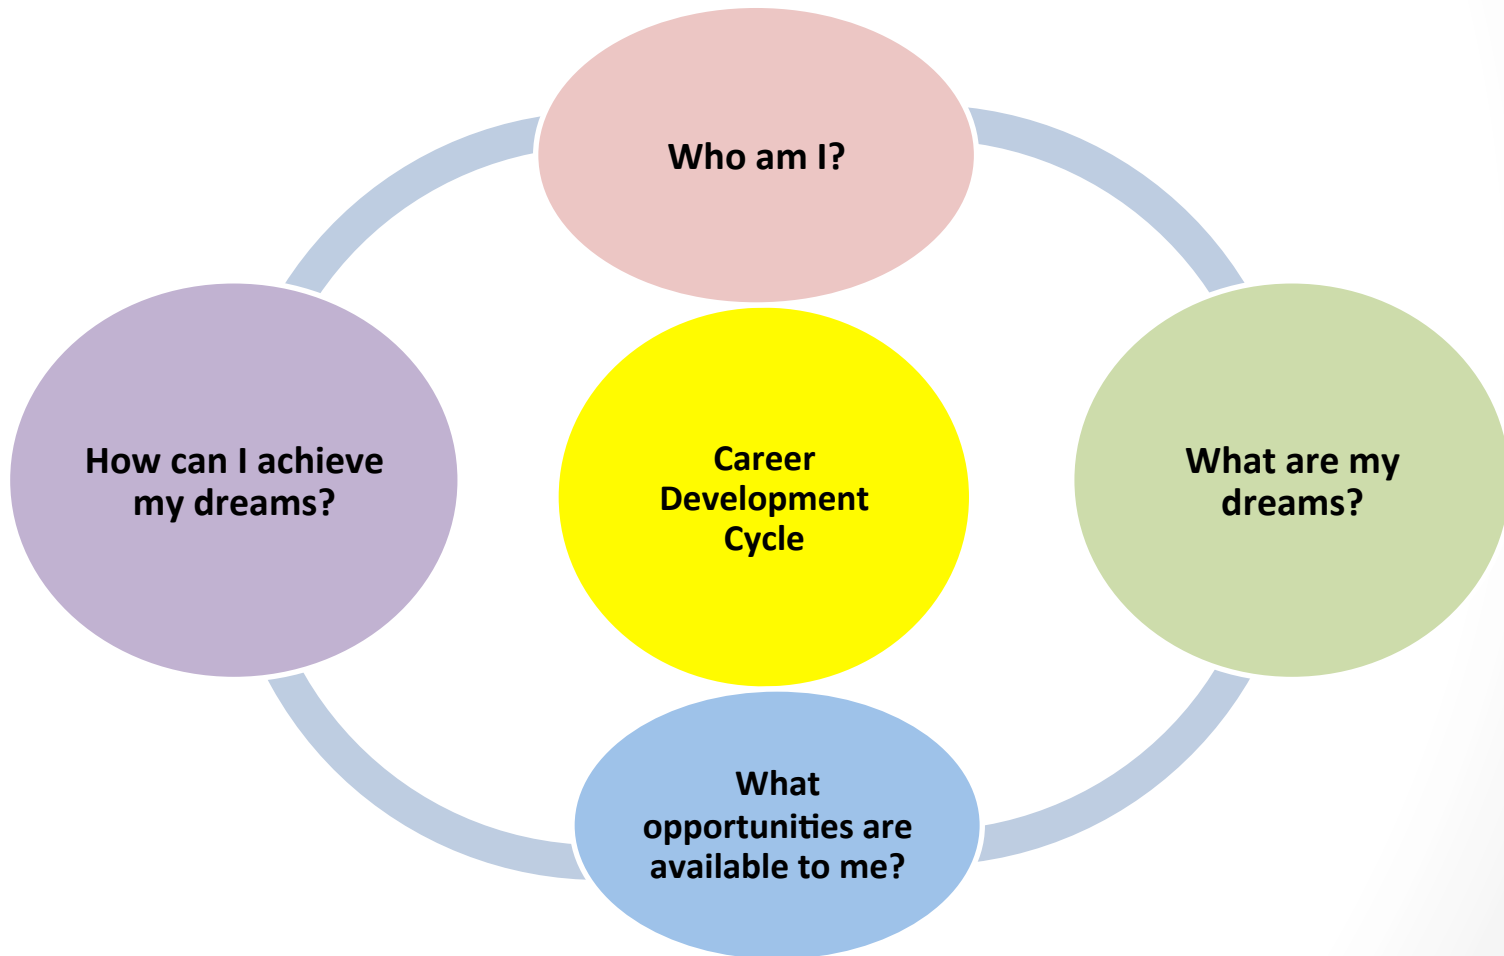 Who am I?
How can I achieve
my dreams?
Career
Development
Cycle
What are my
dreams?
What
opportunities are
available to me?